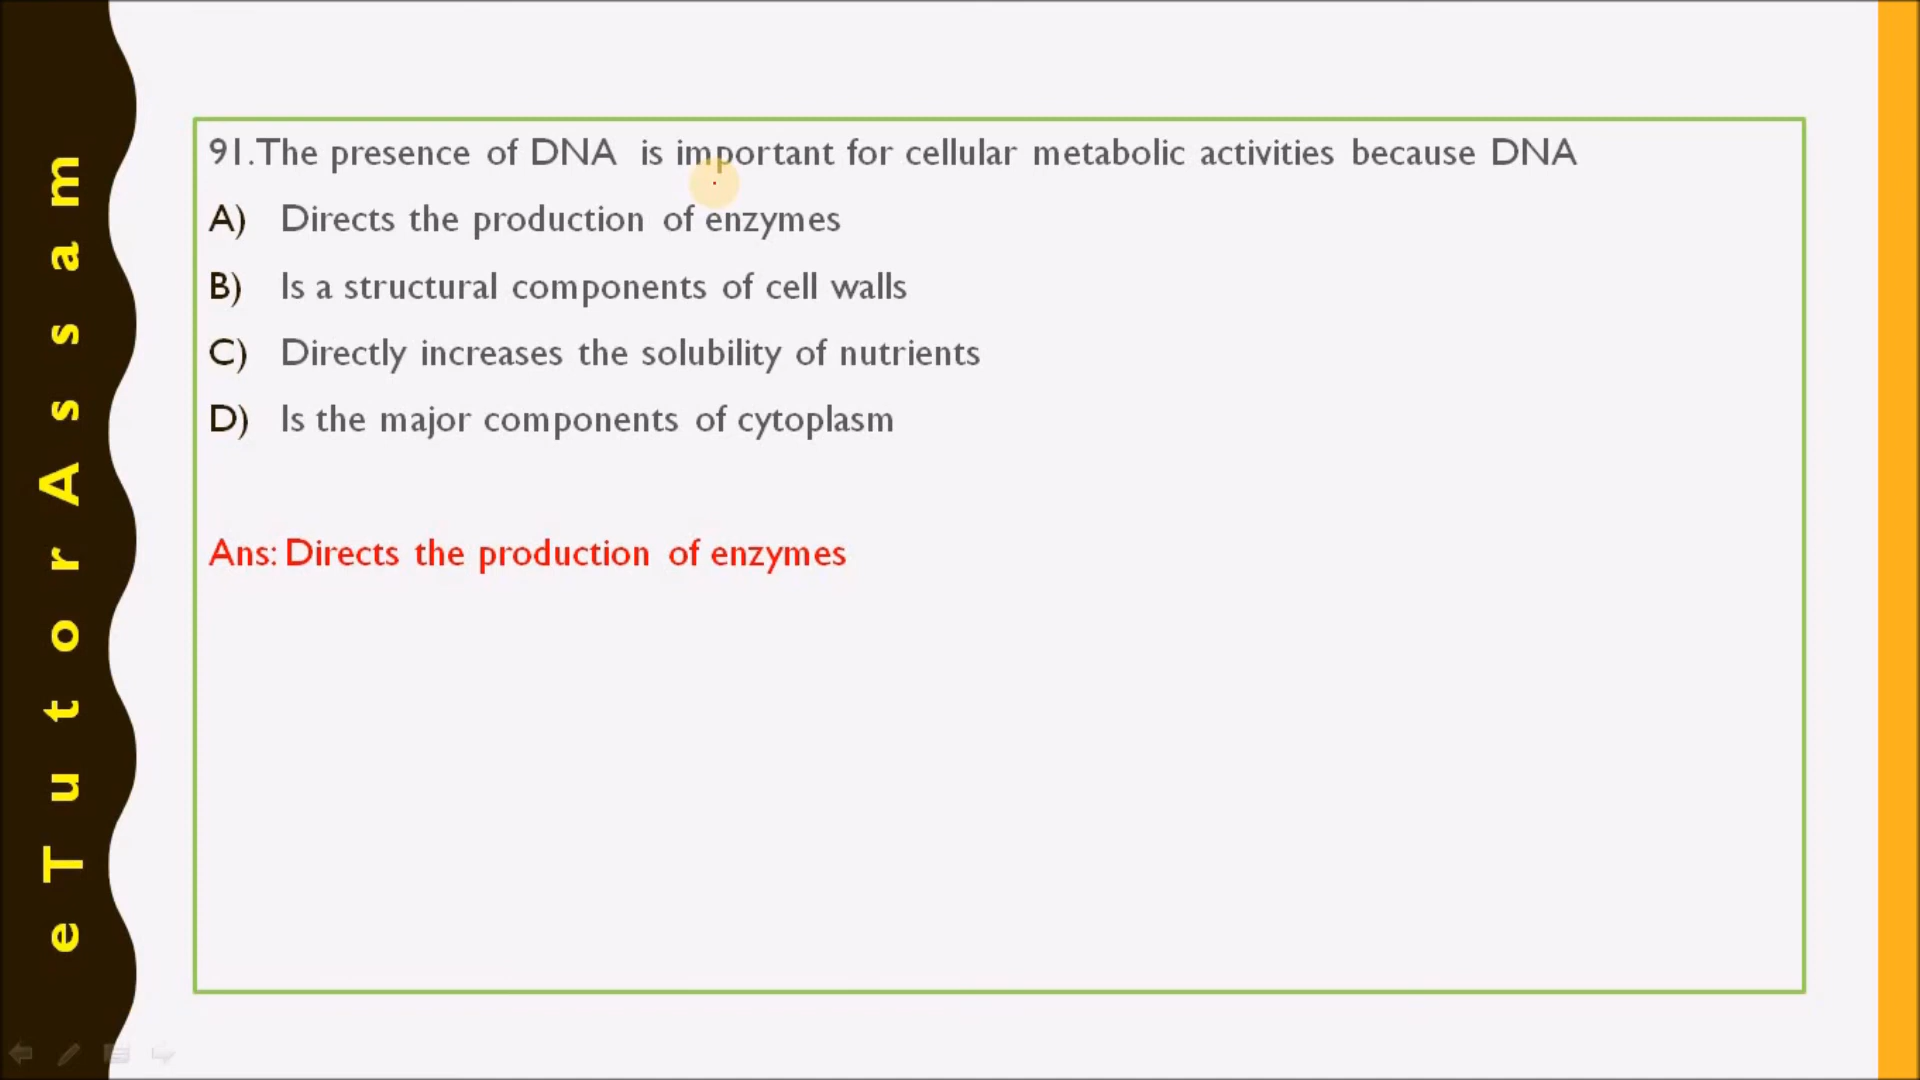 eTutorAssam
91.The presence of DNA is important for cellular metabolic activities because DNA
A) Directs the production of enzymes
B) Is a structural components of cell walls
C) Directly increases the solubility of nutrients
D) Is the major components of cytoplasm
Ans: Directs the production of enzymes